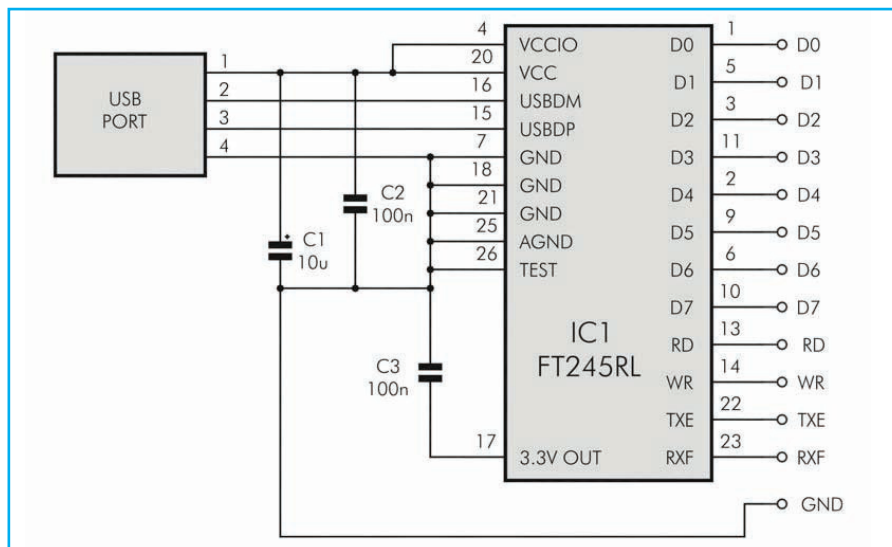 USB
PORT
1
2
3
4
C1
10u
C2
100n
C3
100n
4
20
16
15
7
18
21
25
26
17
VCCIO
VCC
USBDM
USBDP
GND
GND
GND
AGND
TEST
3.3V OUT
IC1
FT245RL
D0 1 D0
D1 5 D1
D2 3 D2
D3 11 D3
D4 2 D4
D5 9 D5
D6 6 D6
D7 10 D7
RD 13 RD
WR 14 WR
TXE 22 TXE
RXF 23 RXF
GND